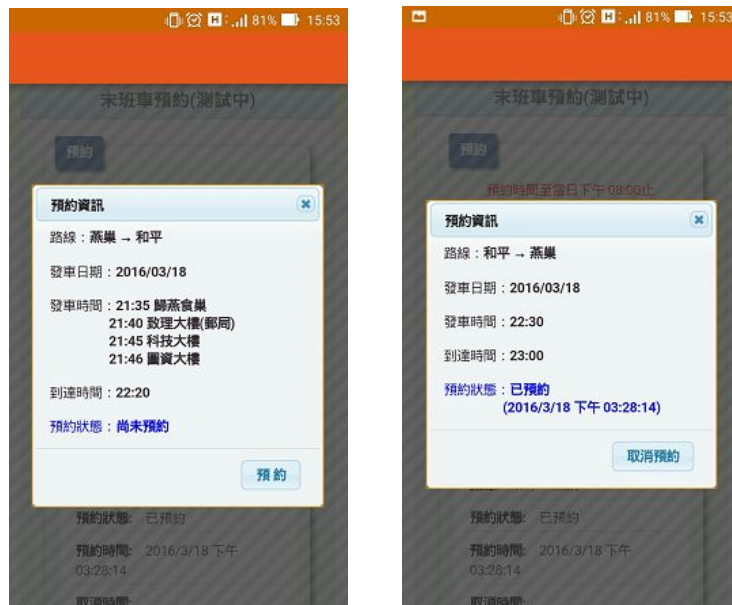 81% 15:53
末班車預約(測試中)
預約
預約資訊
路線：燕巢 → 和平
發車日期：2016/03/18
發車時間：21:35 歸燕食巢
21:40 致理大樓(郵局)
21:45 科技大樓
21:46 圖資大樓
到達時間：22:20
預約狀態：尚未預約
預約
預約狀態: 已預約
預約時間: 2016/3/18 下午
03:28:14
取消時間:
81% 15:53
末班車預約(測試中)
預約
預約時間至當日下午 08:00止
預約資訊
路線：和平 → 燕巢
發車日期：2016/03/18
發車時間：22:30
到達時間：23:00
預約狀態：已預約
(2016/3/18 下午 03:28:14)
取消預約
預約狀態: 已預約
預約時間: 2016/3/18 下午
03:28:14
取消時間: